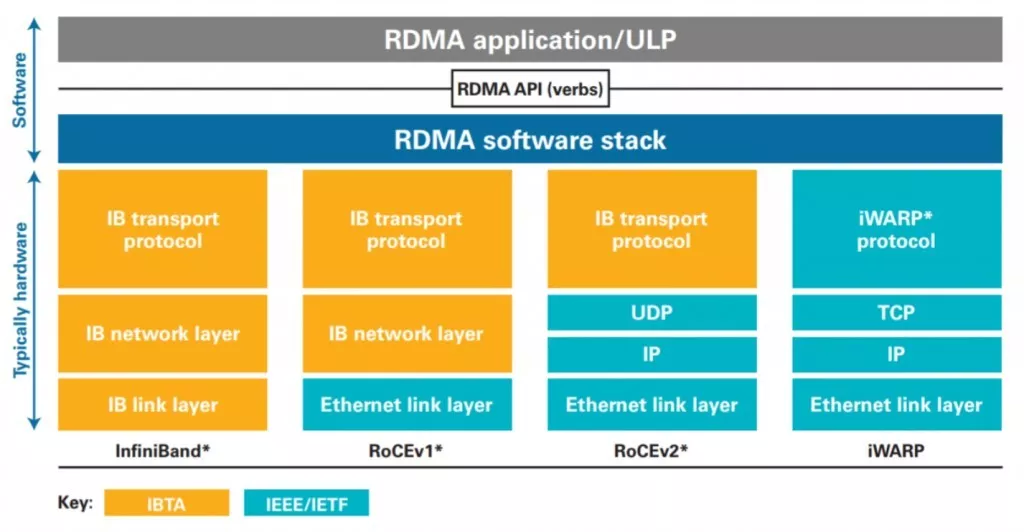 Software
RDMA application/ULP
RDMA API (verbs)
RDMA software stack
Typically hardware
IB transport
protocol
IB transport
protocol
IB transport
protocol
iWARP*
protocol
IB network layer
IB network layer
UDP
TCP
IP
IP
IB link layer
Ethernet link layer
Ethernet link layer
Ethernet link layer
InfiniBand*
RoCEv1*
RoCEv2*
iWARP
Key:
IBTA
IEEE/IETF